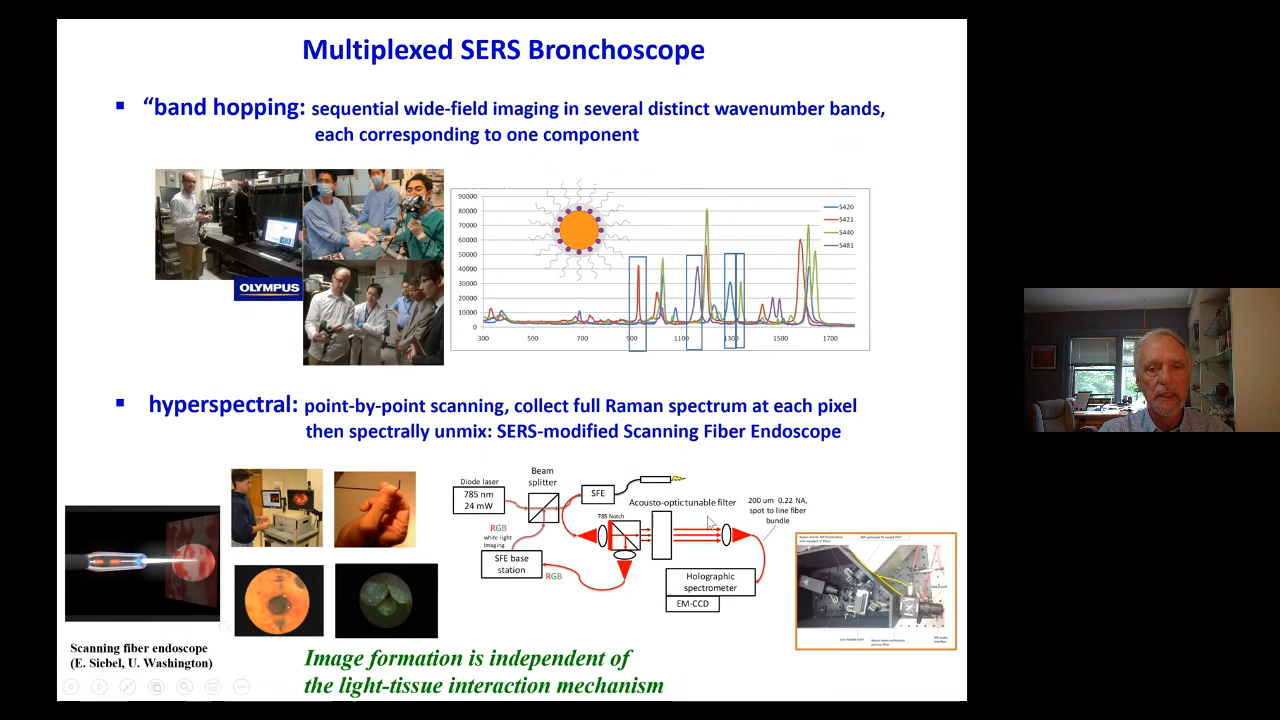 Multiplexed SERS Bronchoscope
▪ “band hopping: sequential wide-field imaging in several distinct wavenumber bands,
each corresponding to one component
OLYMPUS
90000
80000
70000
60000
50000
40000
30000
20000
10000
0
300 500 700 900 1100 1300 1500 1700
S420
S421
S440
S481
▪ hyperspectral: point-by-point scanning, collect full Raman spectrum at each pixel
then spectrally unmix: SERS-modified Scanning Fiber Endoscope
Diode laser
785 nm
24 mW
Beam
splitter
SFE
Acousto-optic tunable filter
785 Notch
RGB
white-light
imaging
SFE base
station
RGB
200 um 0.22 NA,
spot to line fiber
bundle
Holographic
spectrometer
EM-CCD
Scanning fiber endoscope
(E. Siebel, U. Washington)
Image formation is independent of
the light-tissue interaction mechanism